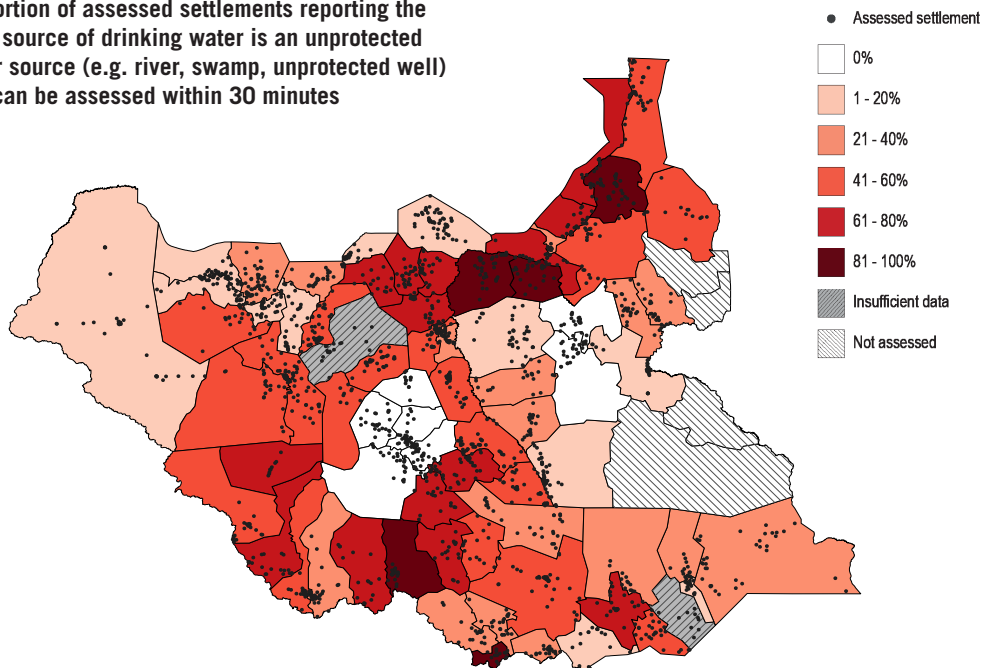 ortion of assessed settlements reporting the
source of drinking water is an unprotected
r source (e.g. river, swamp, unprotected well)
can be assessed within 30 minutes
Assessed settlement
0%
1 - 20%
21 - 40%
41 - 60%
61 - 80%
81 - 100%
Insufficient data
Not assessed